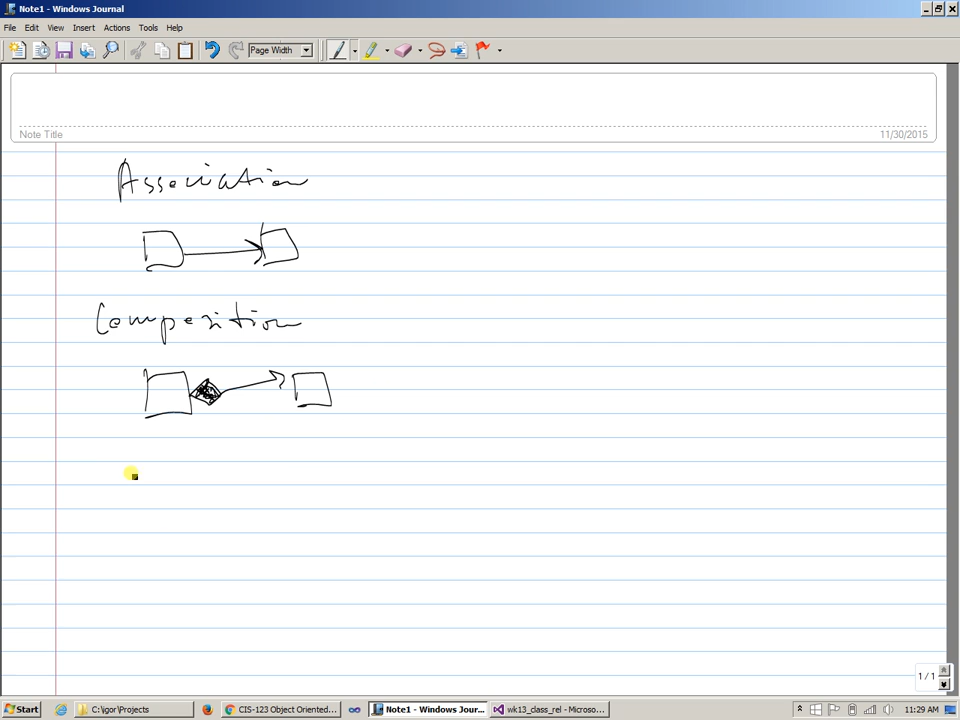 Note1 - Windows Journal
File Edit View Insert Actions Tools Help
Page Width
Note Title
11/30/2015
Association
Composition
1 / 1
Start
C:\igor\Projects
CIS-123 Object Oriented...
Note1 - Windows Jour...
wk13_class_rel - Microso...
11:29 AM